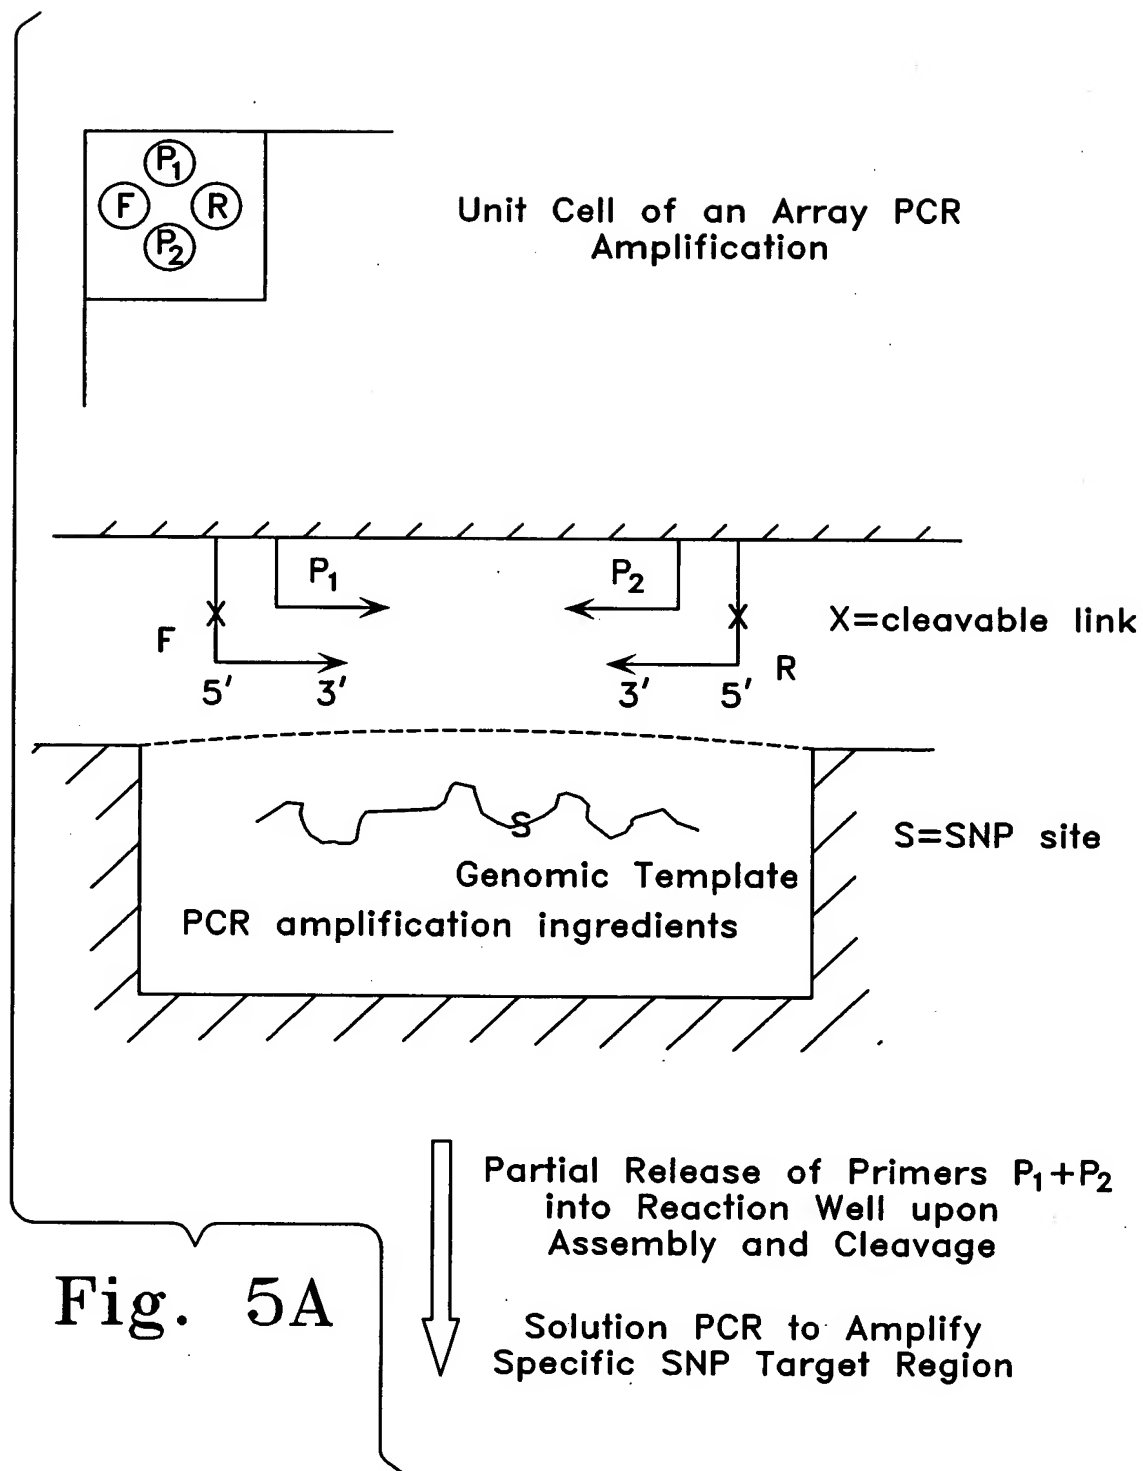 P₁
F R
P₂
Unit Cell of an Array PCR
Amplification
P₁ P₂
X X
X=cleavable link
F R
5' 3' 3' 5'
S
S=SNP site
Genomic Template
PCR amplification ingredients
Partial Release of Primers P₁+P₂
into Reaction Well upon
Assembly and Cleavage
Solution PCR to Amplify
Specific SNP Target Region
Fig. 5A